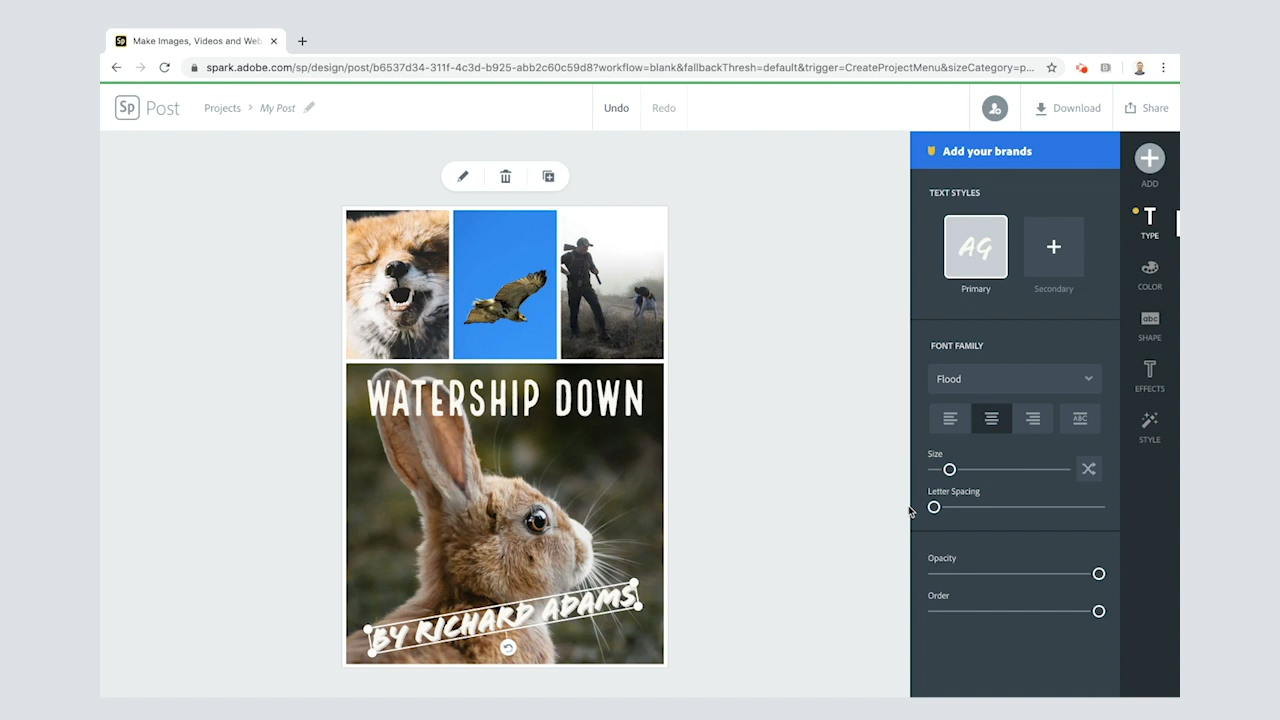 Sp Make Images, Videos and Web
spark.adobe.com/sp/design/post/b6537d34-311f-4c3d-b925-abb2c60c59d8?workflow=blank&fallbackThresh=default&trigger=CreateProjectMenu&sizeCategory=p...
Sp Post
Projects > My Post
Undo
Redo
Download
Share
Add your brands
TEXT STYLES
AG
Primary
Secondary
FONT FAMILY
Flood
ABC
Size
Letter Spacing
Opacity
Order
ADD
TYPE
COLOR
abc
SHAPE
EFFECTS
STYLE
WATERSHIP DOWN
BY RICHARD ADAMS